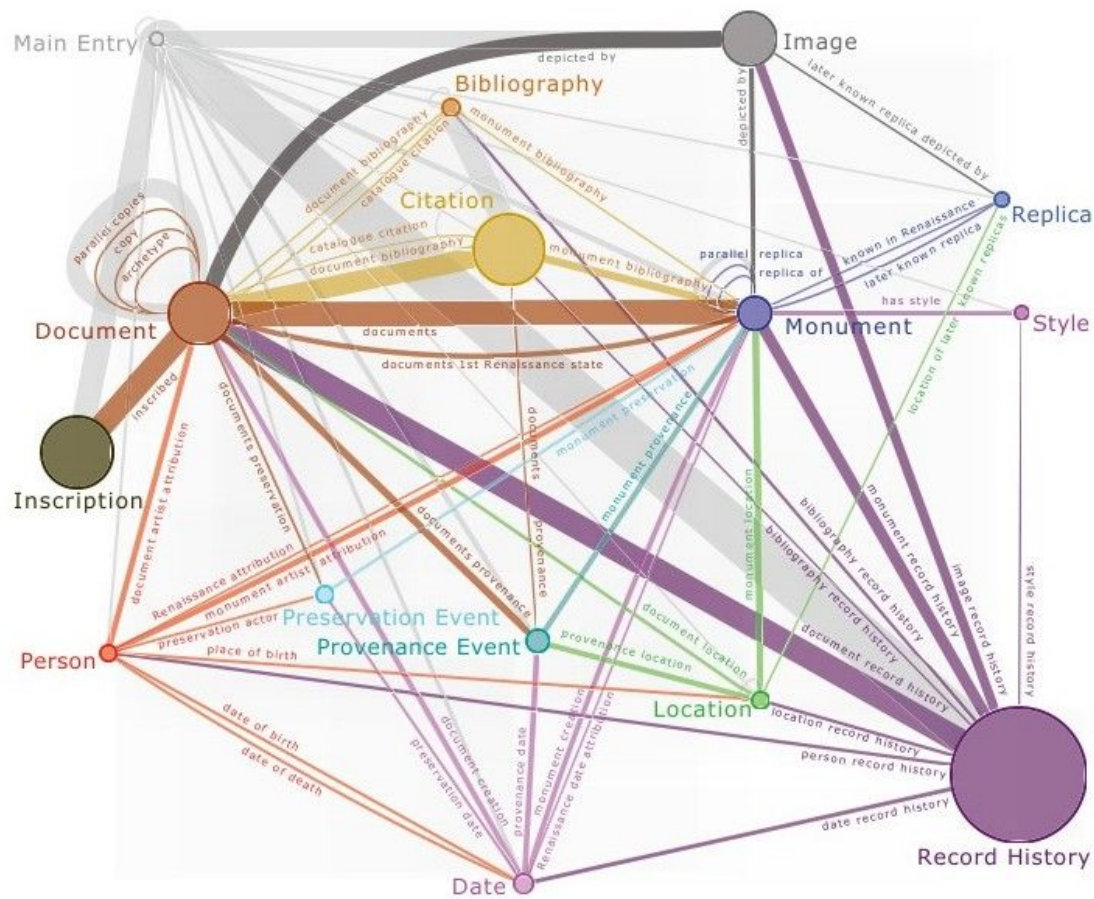 Main Entry
Image
depicted by
Bibliography
later known replica depicted by
depicted by
document bibliography
catalogue citation
monument bibliography
Citation
Replica
parallel copies
copy
archetype
catalogue citation
document bibliography
monument bibliography
parallel replica
replica of
known in Renaissance
later known replica
has style
Style
Document
documents
Monument
documents 1st Renaissance state
location of later known replicas
inscribed
Inscription
document artist attribution
documents preservation
documents provenance
documents provenance
monument preservation
monument provenance
monument location
bibliography record history
bibliography record history
monument record history
image record history
style record history
Renaissance attribution
monument artist attribution
preservation actor
Preservation Event
Provenance Event
provenance location
document location
document record history
Person
place of birth
Location
location record history
person record history
date of birth
date of death
document creation
preservation date
provenance date
monument creation
Renaissance date attribution
date record history
Record History
Date